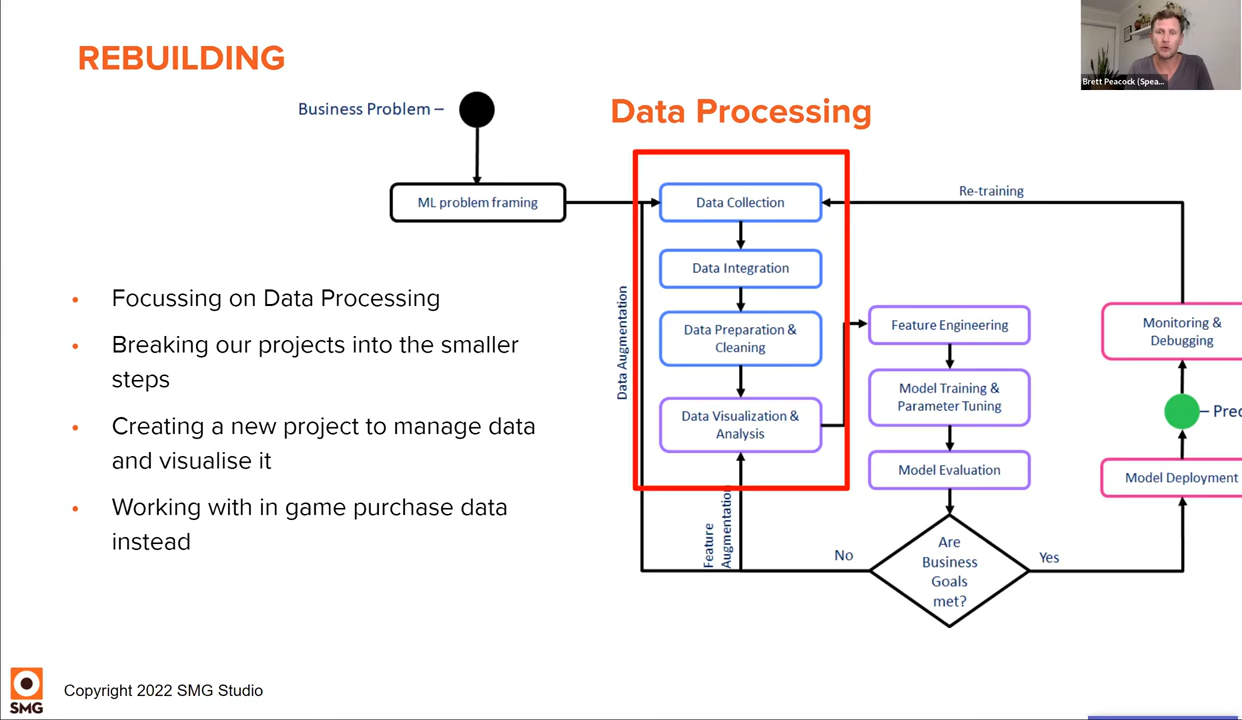 REBUILDING
Brett Peacock (Spea...
Business Problem –
Data Processing
ML problem framing
Data Collection
Re-training
Data Integration
Data Augmentation
Data Preparation &
Cleaning
Data Visualization &
Analysis
Feature Engineering
Model Training &
Parameter Tuning
Model Evaluation
Monitoring &
Debugging
– Pred
Model Deployment
Feature
Augmentation
No
Are
Business
Goals
met?
Yes
• Focussing on Data Processing
• Breaking our projects into the smaller
steps
• Creating a new project to manage data
and visualise it
• Working with in game purchase data
instead
SMG
Copyright 2022 SMG Studio